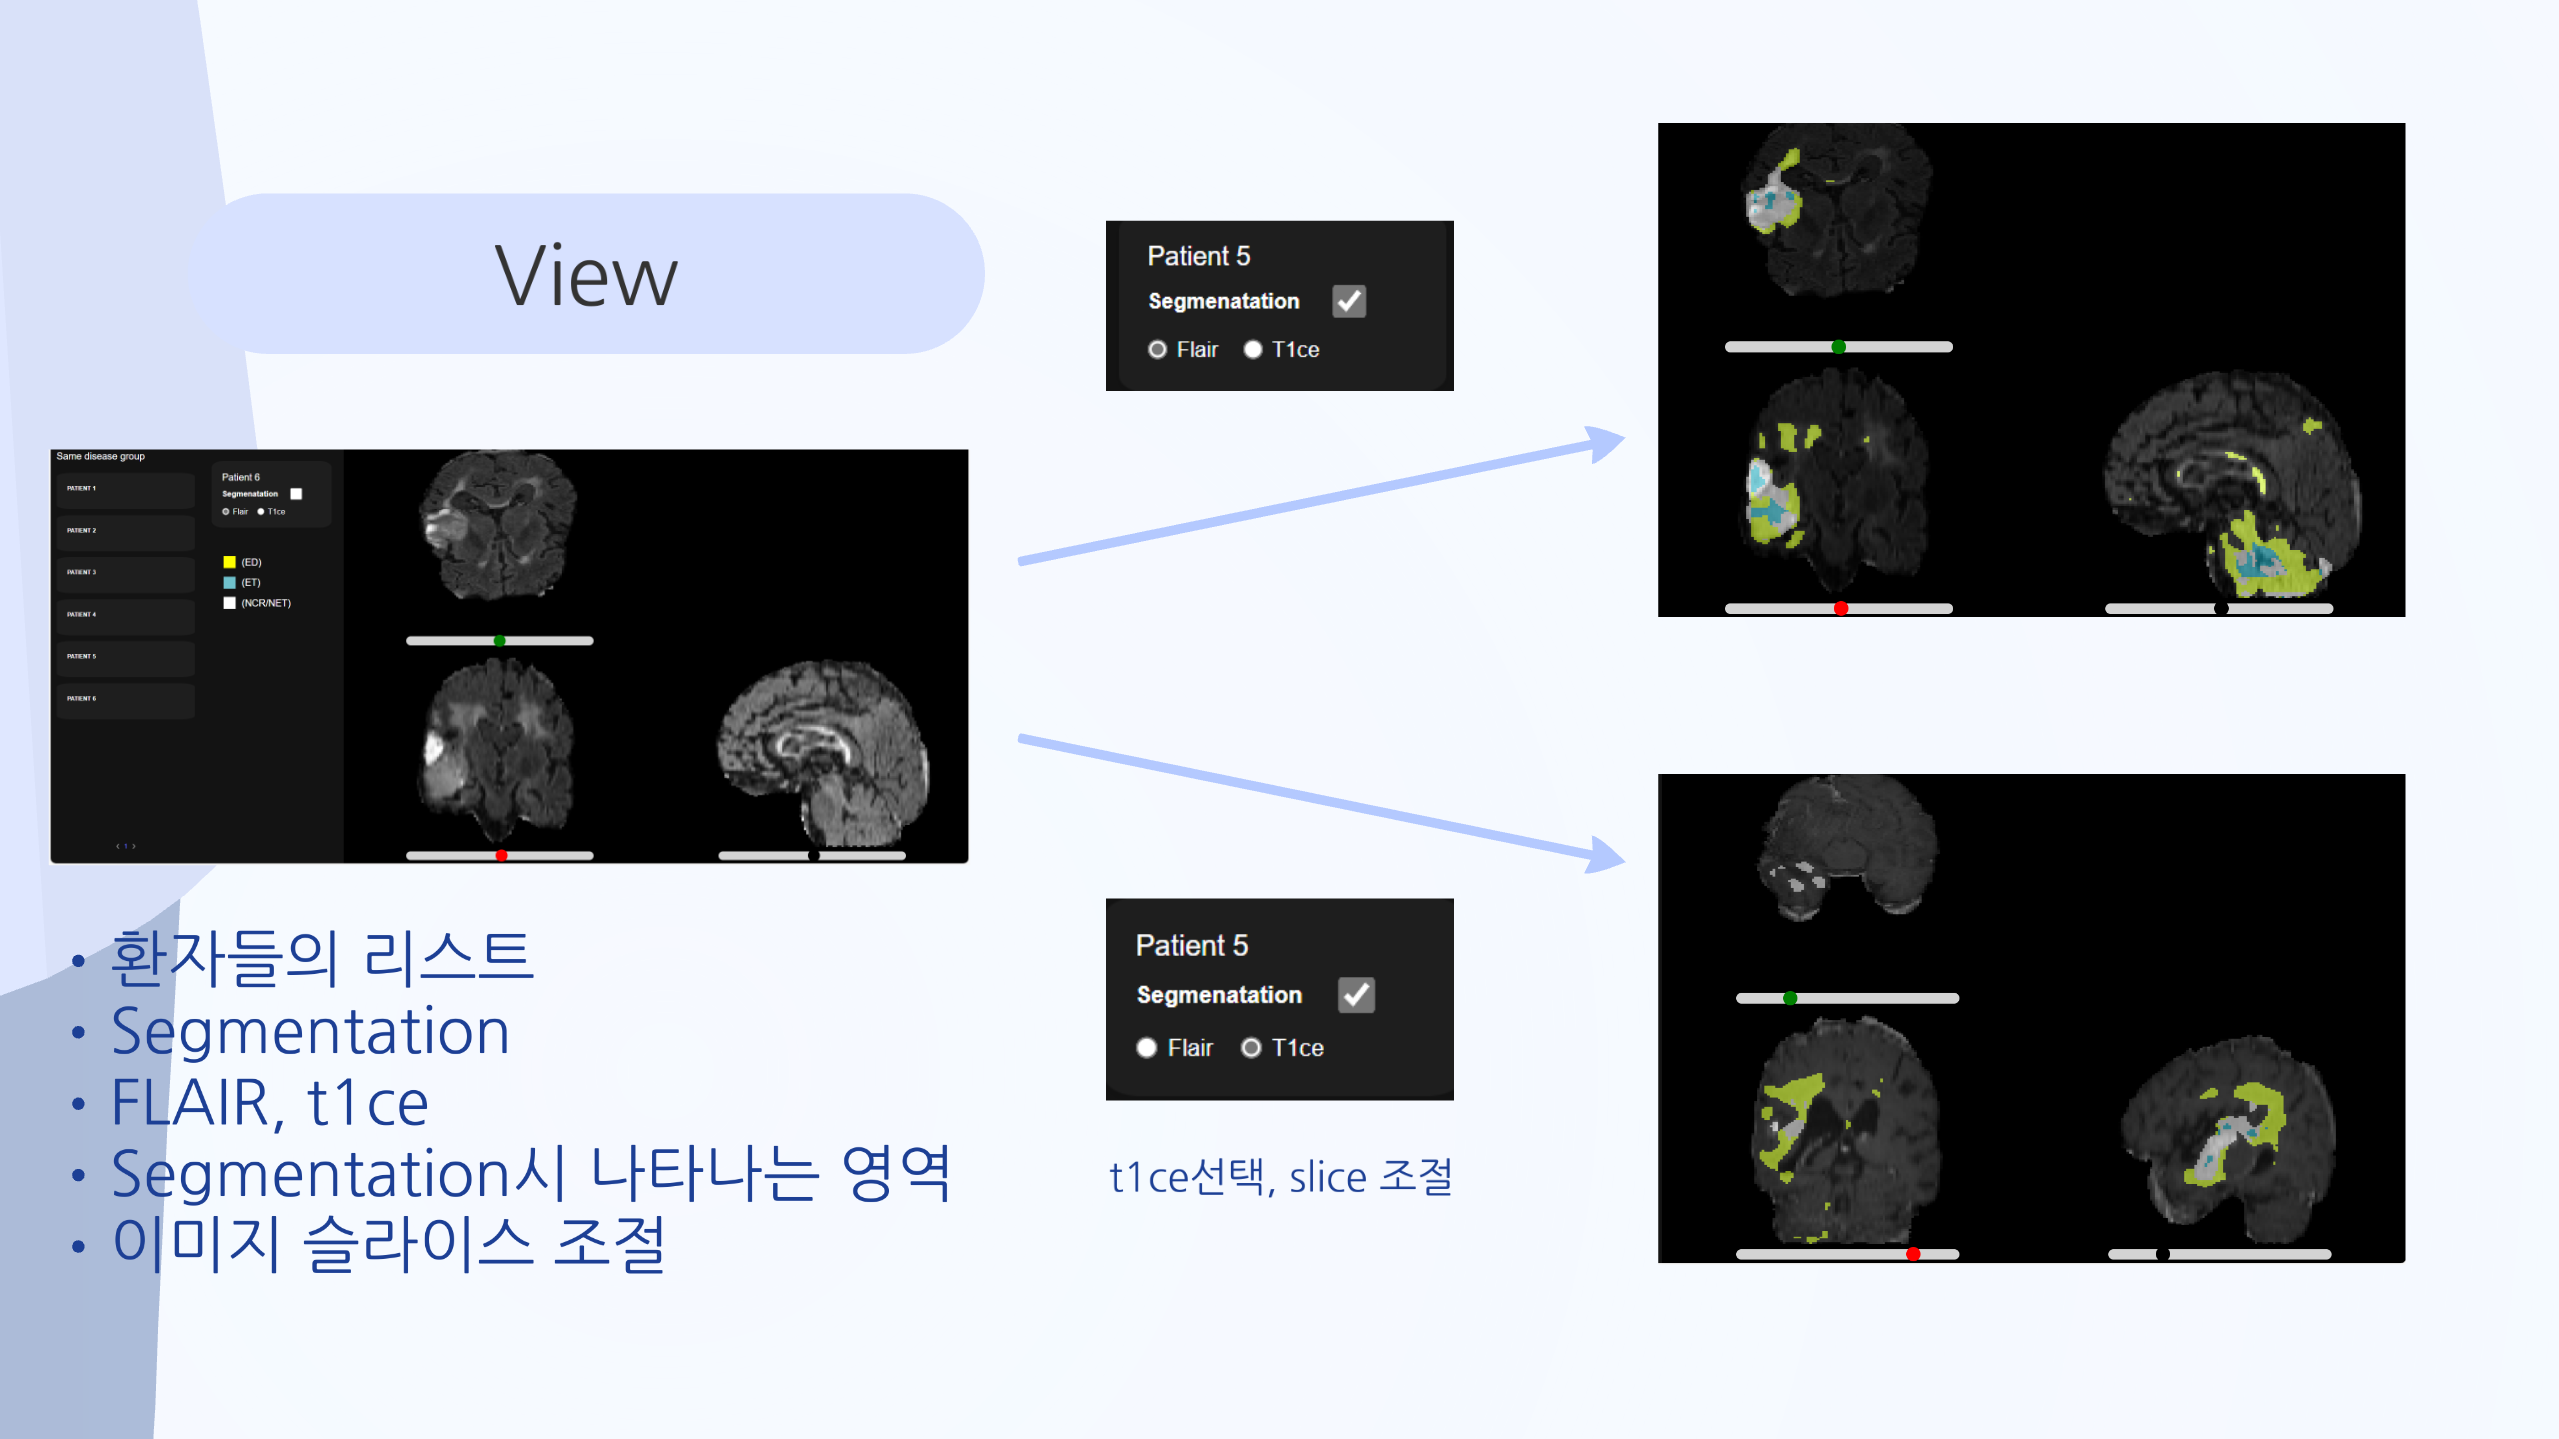 View
Same disease group
PATIENT 1
PATIENT 2
PATIENT 3
PATIENT 4
PATIENT 5
PATIENT 6
< 1 >
Patient 6
Segmenatation
Flair T1ce
(ED)
(ET)
(NCR/NET)
• 환자들의 리스트
• Segmentation
• FLAIR, t1ce
• Segmentation시 나타나는 영역
• 이미지 슬라이스 조절
Patient 5
Segmenatation
Flair T1ce
Patient 5
Segmenatation
Flair T1ce
t1ce선택, slice 조절